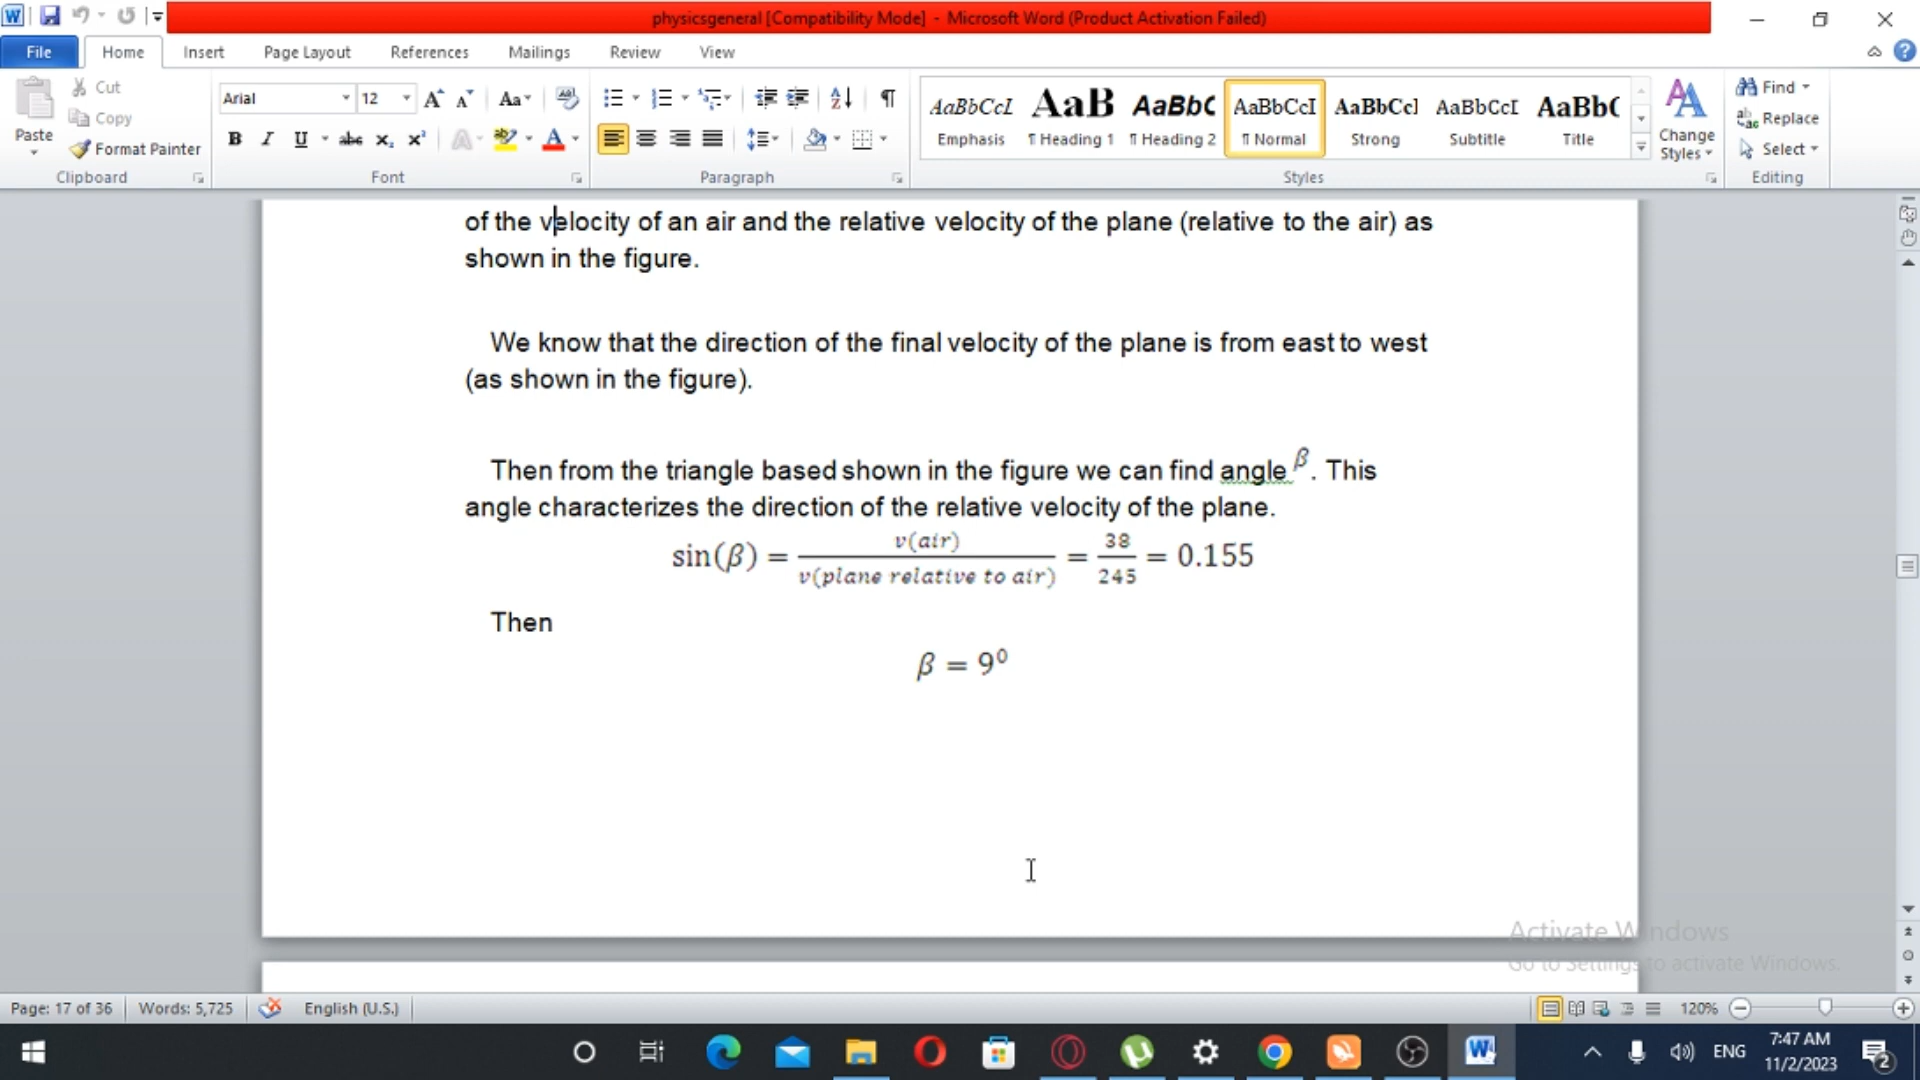 physicsgeneral [Compatibility Mode] - Microsoft Word (Product Activation Failed)
File Home Insert Page Layout References Mailings Review View
Paste
Cut
Copy
Format Painter
Clipboard
Arial 12
Font
Paragraph
AaBbCcI AaB AaBbC AaBbCcI AaBbCcl AaBbCcI AaBb(
Emphasis ¶ Heading 1 ¶ Heading 2 ¶ Normal Strong Subtitle Title
Styles
Change Styles
Find
Replace
Select
Editing
of the velocity of an air and the relative velocity of the plane (relative to the air) as
shown in the figure.
We know that the direction of the final velocity of the plane is from east to west
(as shown in the figure).
Then from the triangle based shown in the figure we can find angle β. This
angle characterizes the direction of the relative velocity of the plane.
sin(β) = v(air) / v(plane relative to air) = 38 / 245 = 0.155
Then
β = 9⁰
Activate Windows
Go to Settings to activate Windows.
Page: 17 of 36 Words: 5,725 English (U.S.) 120%
ENG 7:47 AM
11/2/2023
2